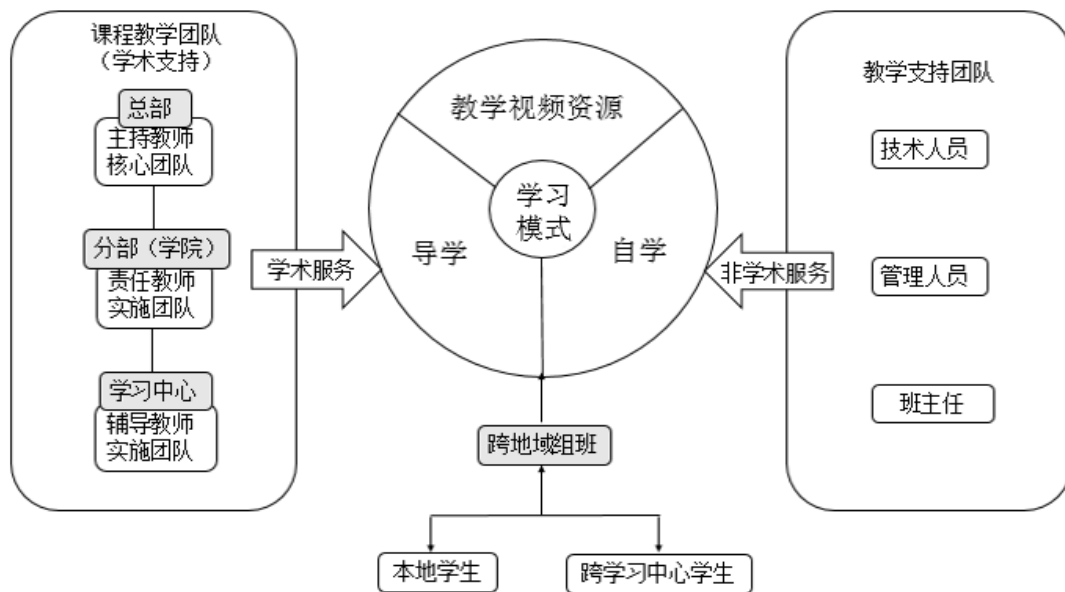 课程教学团队
（学术支持）
总部
主持教师
核心团队
分部（学院）
责任教师
实施团队
学习中心
辅导教师
实施团队
学术服务
教学视频资源
学习
模式
导学
自学
非学术服务
教学支持团队
技术人员
管理人员
班主任
跨地域组班
本地学生
跨学习中心学生